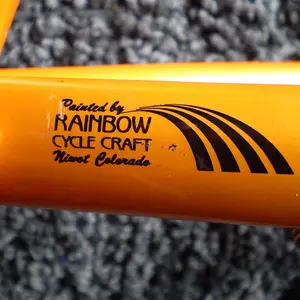 Painted by
RAINBOW
CYCLE CRAFT
Niwot Colorado